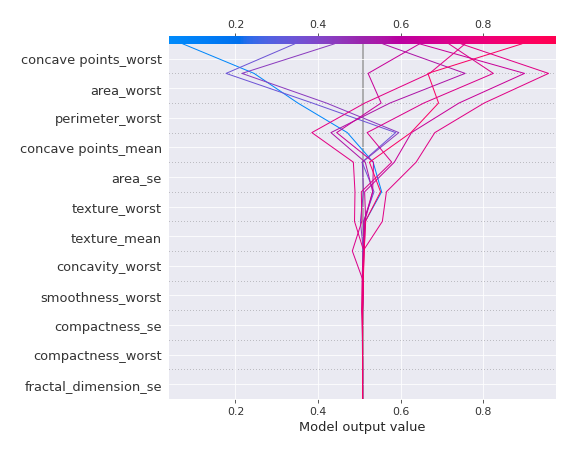 0.2 0.4 0.6 0.8
concave points_worst
area_worst
perimeter_worst
concave points_mean
area_se
texture_worst
texture_mean
concavity_worst
smoothness_worst
compactness_se
compactness_worst
fractal_dimension_se
0.2 0.4 0.6 0.8
Model output value